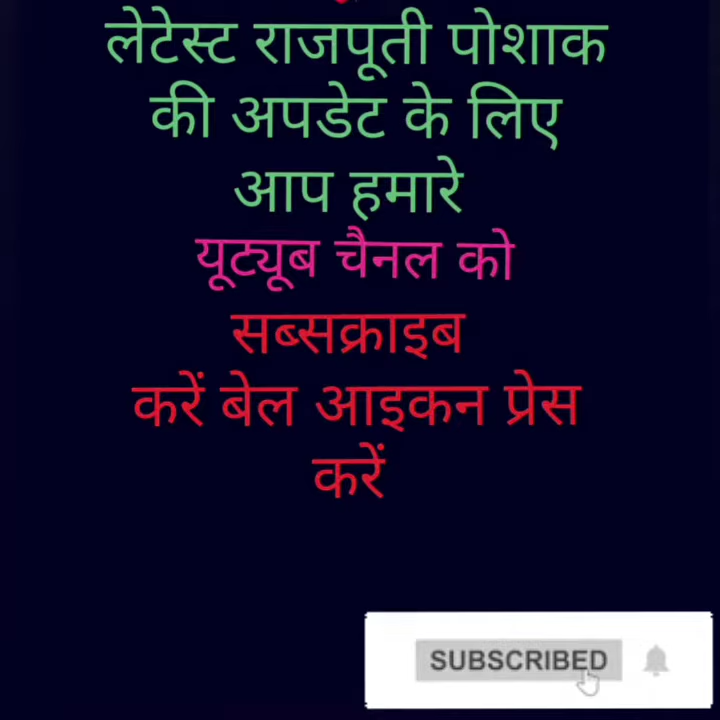 लेटेस्ट राजपूती पोशाक
की अपडेट के लिए
आप हमारे
यूट्यूब चैनल को
सब्सक्राइब
करें बेल आइकन प्रेस
करें
SUBSCRIBED